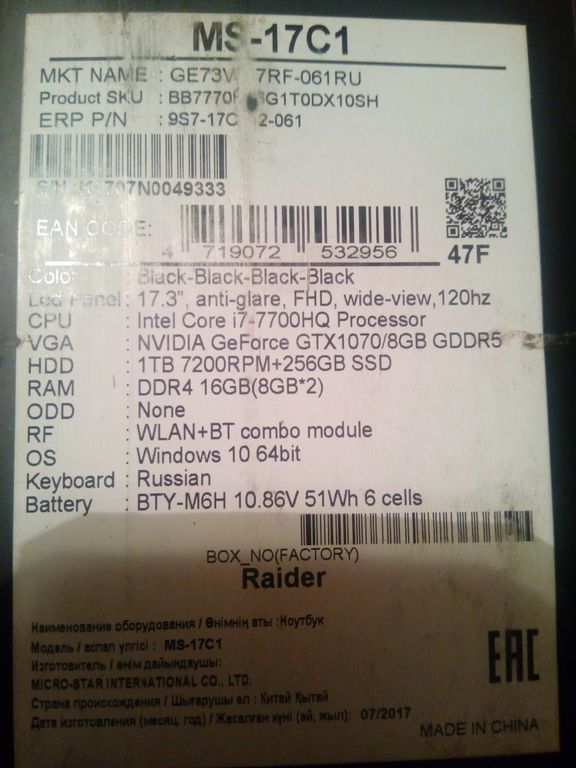 MS-17C1
MKT NAME : GE73V 7RF-061RU
Product SKU : BB7770 G1T0DX10SH
ERP P/N : 9S7-17C 2-061
S/N: 1707N0049333
EAN CODE:
4 719072 532956
47F
Color : Black-Black-Black-Black
Lcd Panel : 17.3", anti-glare, FHD, wide-view,120hz
CPU : Intel Core i7-7700HQ Processor
VGA : NVIDIA GeForce GTX1070/8GB GDDR5
HDD : 1TB 7200RPM+256GB SSD
RAM : DDR4 16GB(8GB*2)
ODD : None
RF : WLAN+BT combo module
OS : Windows 10 64bit
Keyboard : Russian
Battery : BTY-M6H 10.86V 51Wh 6 cells
BOX_NO(FACTORY)
Raider
Наименование оборудования / Өнімнің аты :Ноутбук
Модель / аспап үлгісі : MS-17C1
Изготовитель / өнім дайындаушы:
MICRO-STAR INTERNATIONAL CO., LTD.
Страна происхождения / Шығарушы ел : Китай Қытай
Дата изготовления (месяц, год) / Жасалған күні (ай, жыл): 07/2017
EAC
MADE IN CHINA